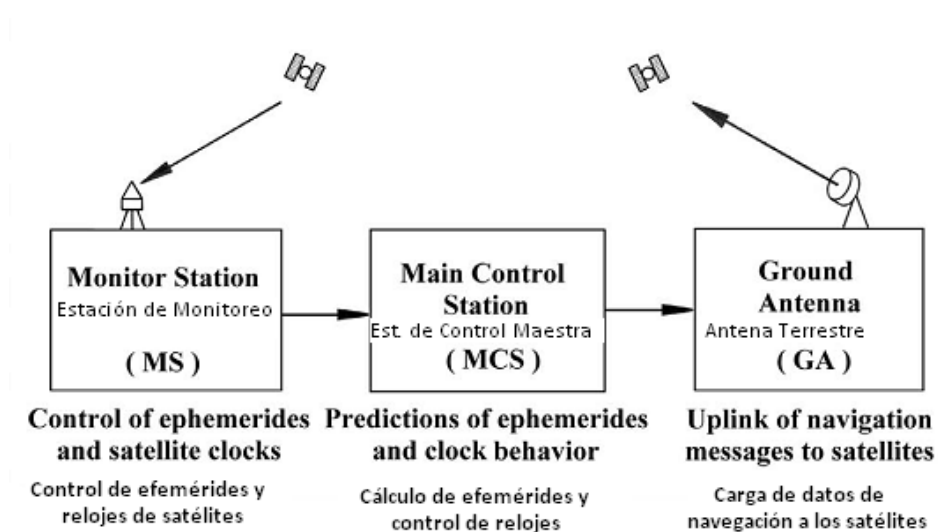 Monitor Station
Estación de Monitoreo
( MS )
Control of ephemerides
and satellite clocks
Control de efemérides y
relojes de satélites
Main Control
Station
Est. de Control Maestra
( MCS )
Predictions of ephemerides
and clock behavior
Cálculo de efemérides y
control de relojes
Ground
Antenna
Antena Terrestre
( GA )
Uplink of navigation
messages to satellites
Carga de datos de
navegación a los satélites